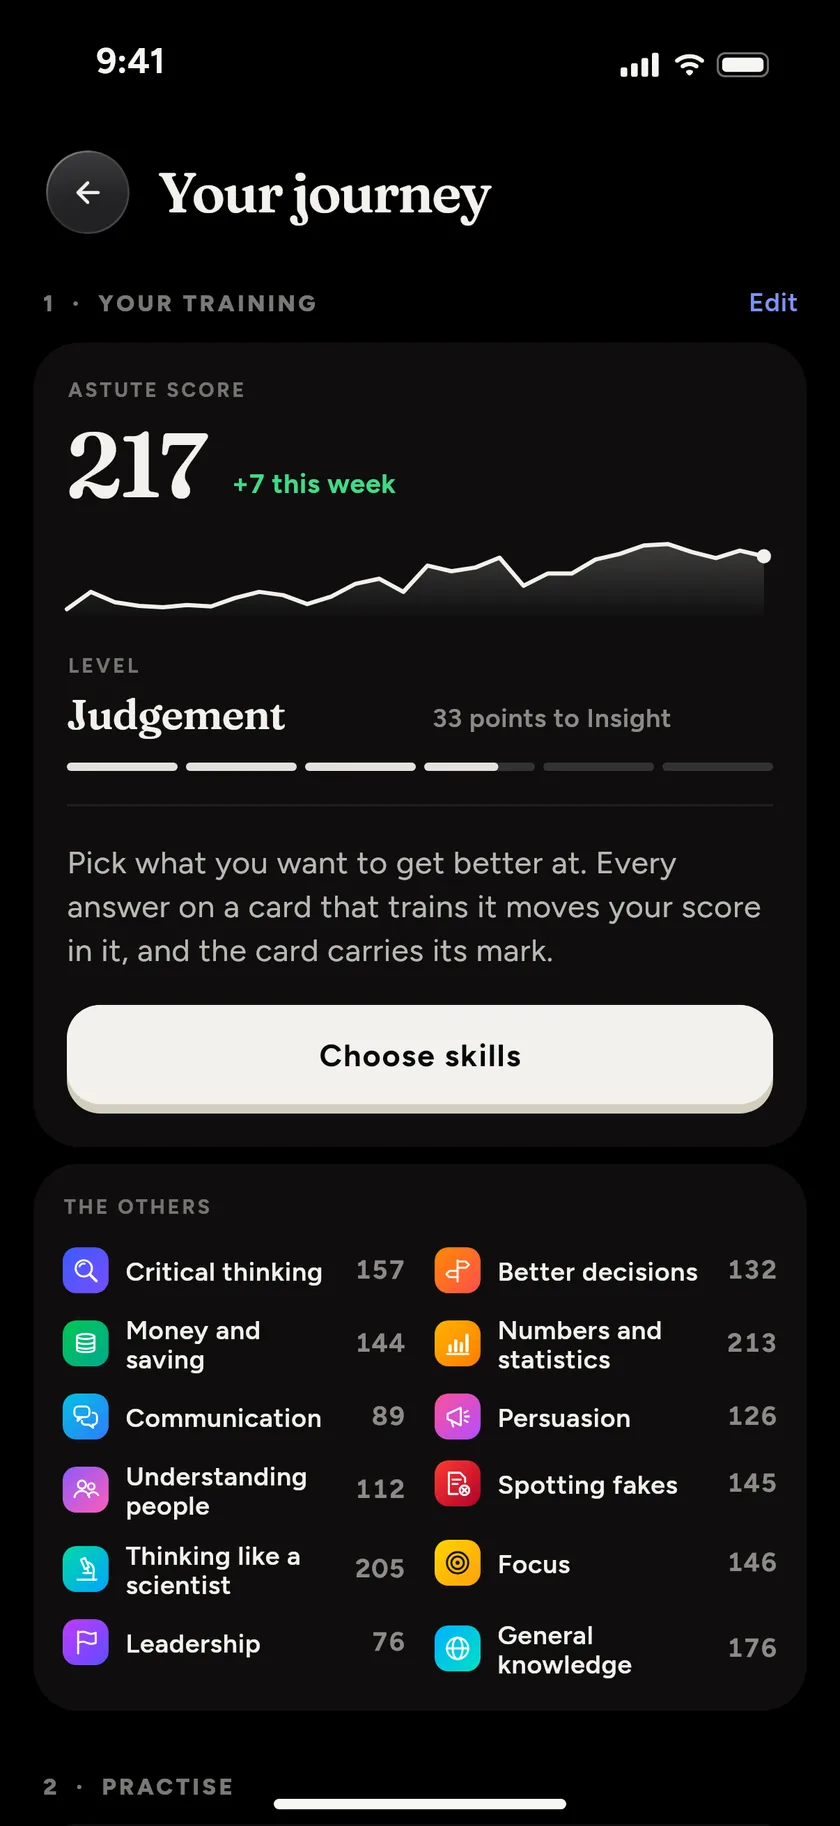 9:41
Your journey
1 · YOUR TRAINING
Edit
ASTUTE SCORE
217 +7 this week
LEVEL
Judgement 33 points to Insight
Pick what you want to get better at. Every
answer on a card that trains it moves your score
in it, and the card carries its mark.
Choose skills
THE OTHERS
Critical thinking 157
Better decisions 132
Money and
saving 144
Numbers and
statistics 213
Communication 89
Persuasion 126
Understanding
people 112
Spotting fakes 145
Thinking like a
scientist 205
Focus 146
Leadership 76
General
knowledge 176
2 · PRACTISE